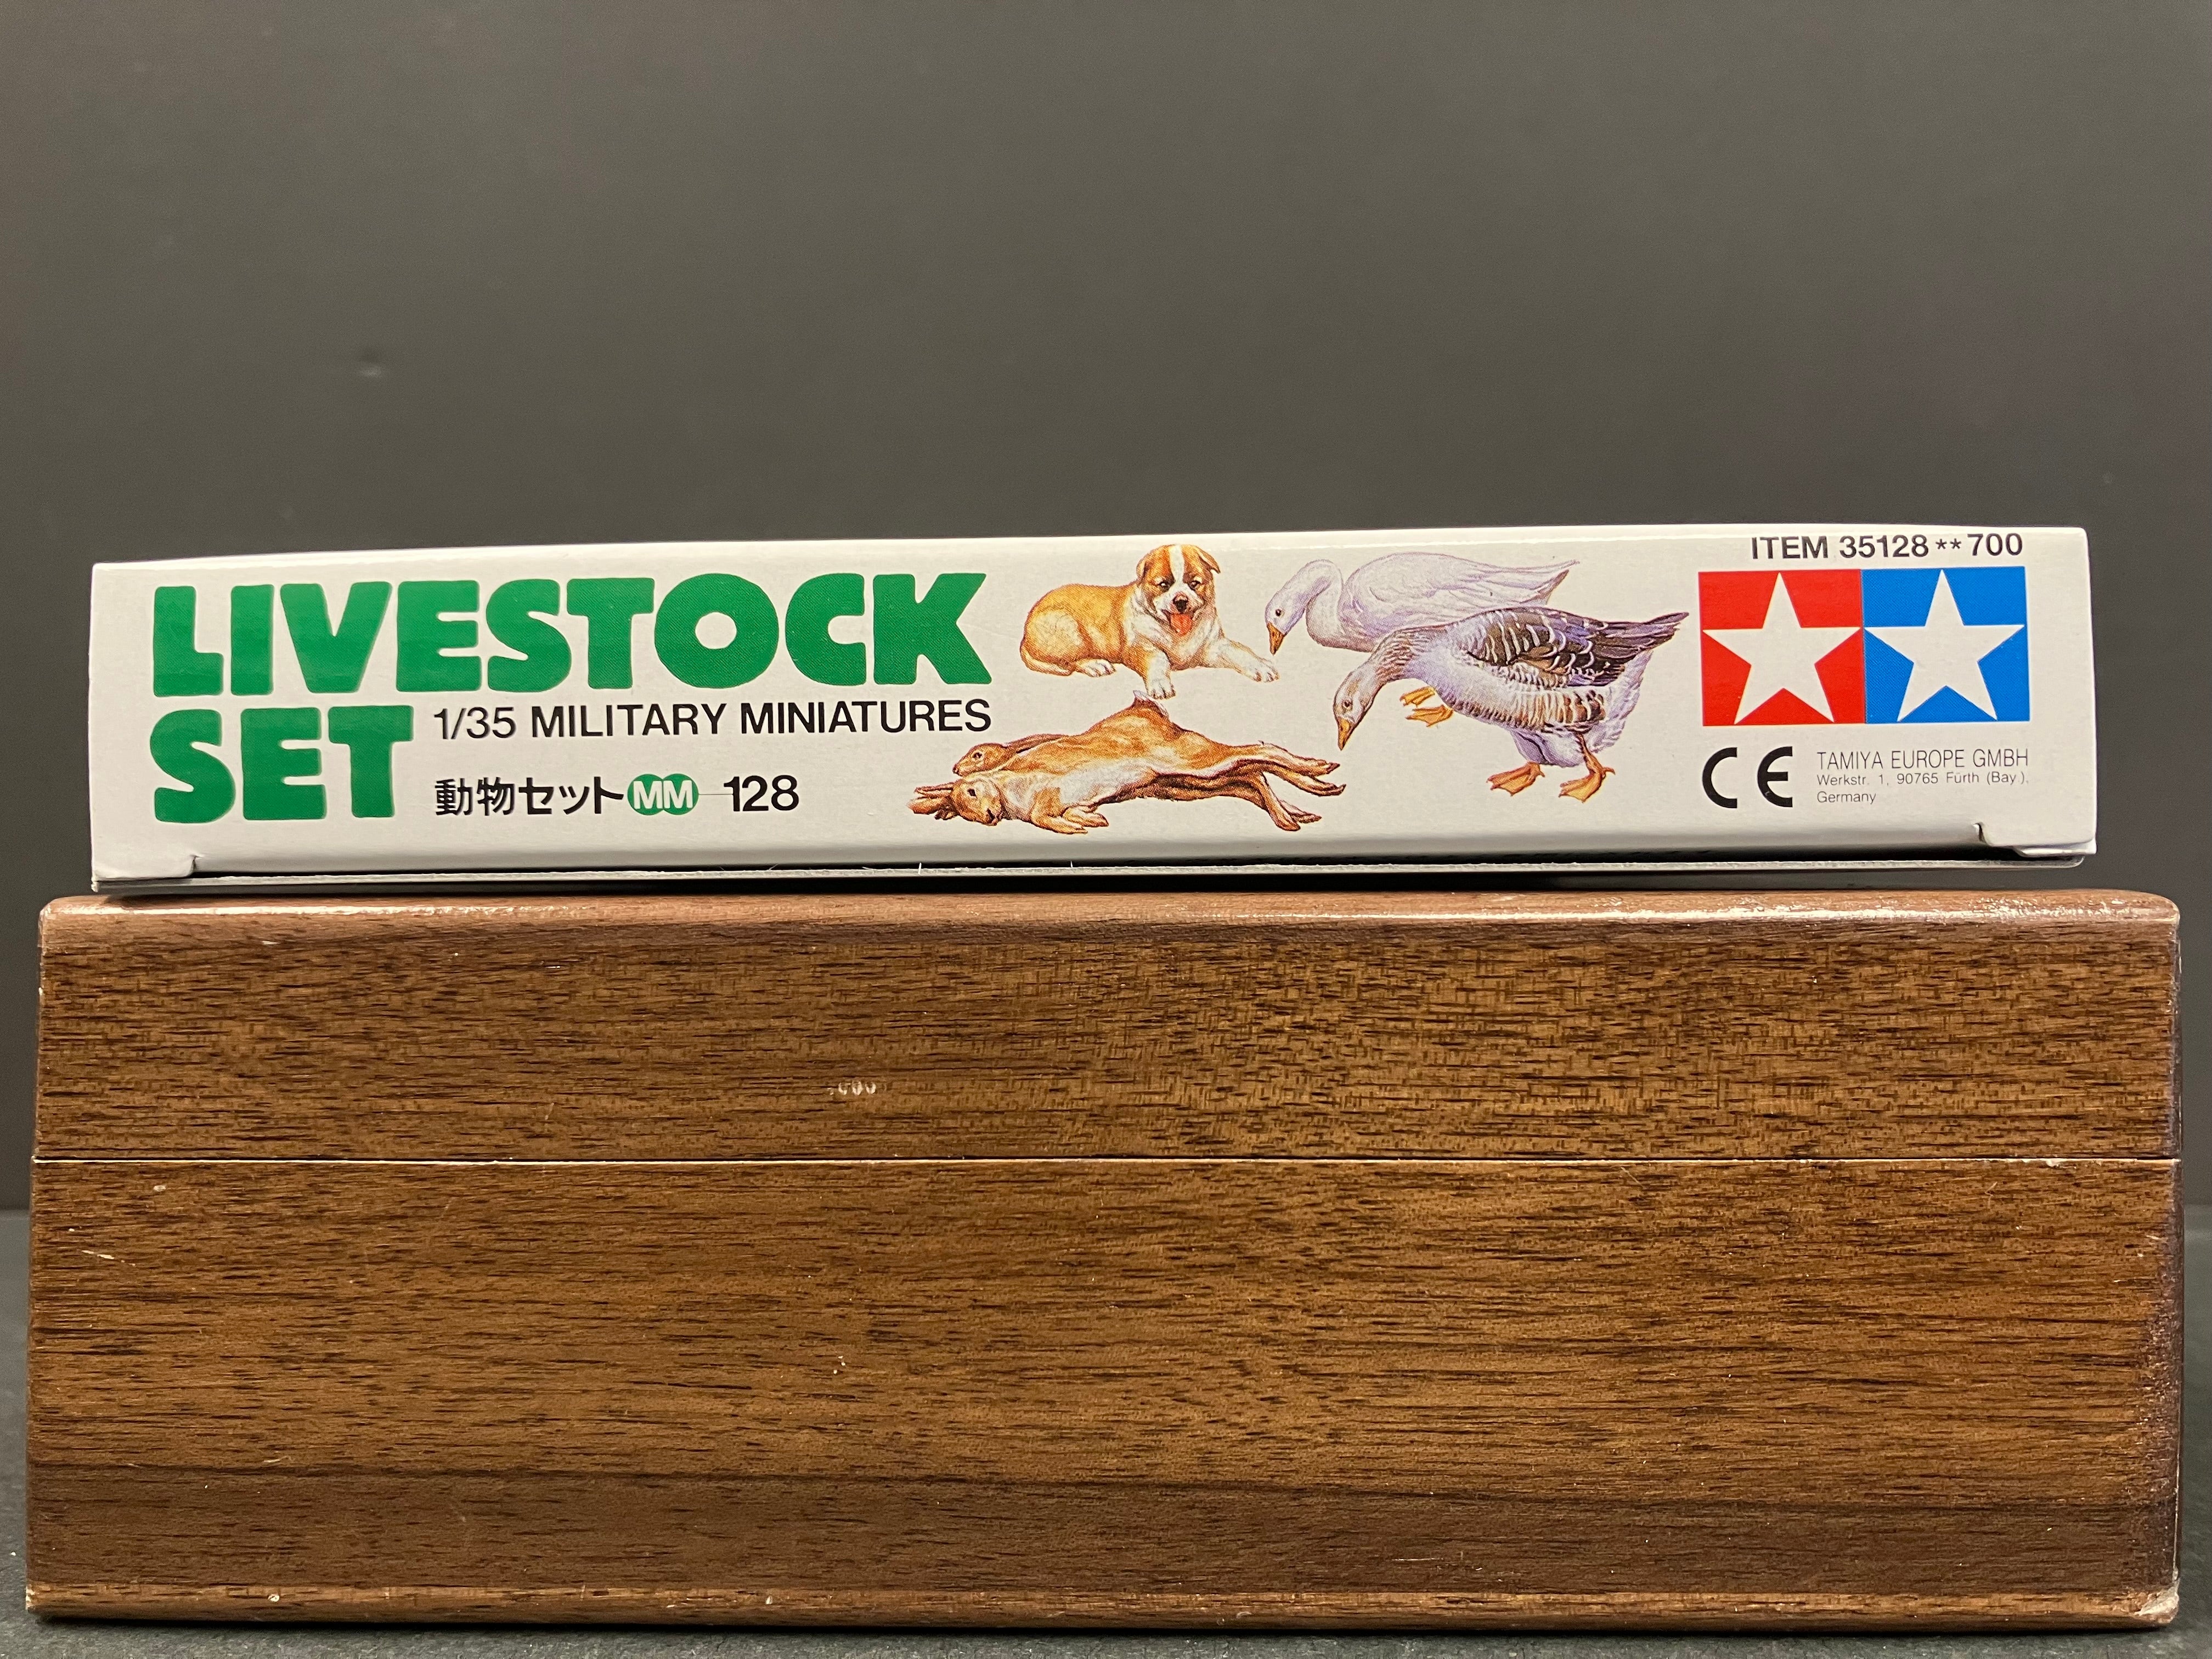 LIVESTOCK
SET
1/35 MILITARY MINIATURES
動物セット MM 128
ITEM 35128 ** 700
CE
TAMIYA EUROPE GMBH
Werkstr. 1, 90765 Fürth (Bay).
Germany